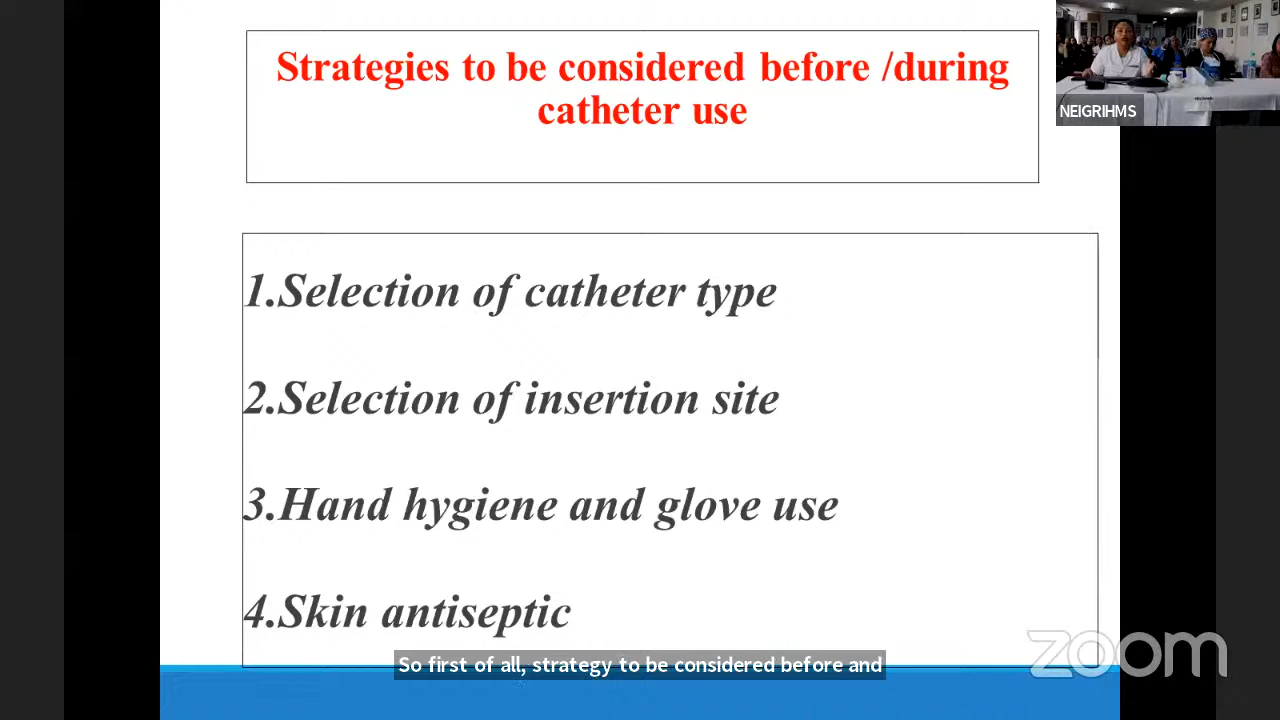 Strategies to be considered before /during
catheter use
NEIGRIHMS
1.Selection of catheter type
2.Selection of insertion site
3.Hand hygiene and glove use
4.Skin antiseptic
So first of all, strategy to be considered before and
zoom